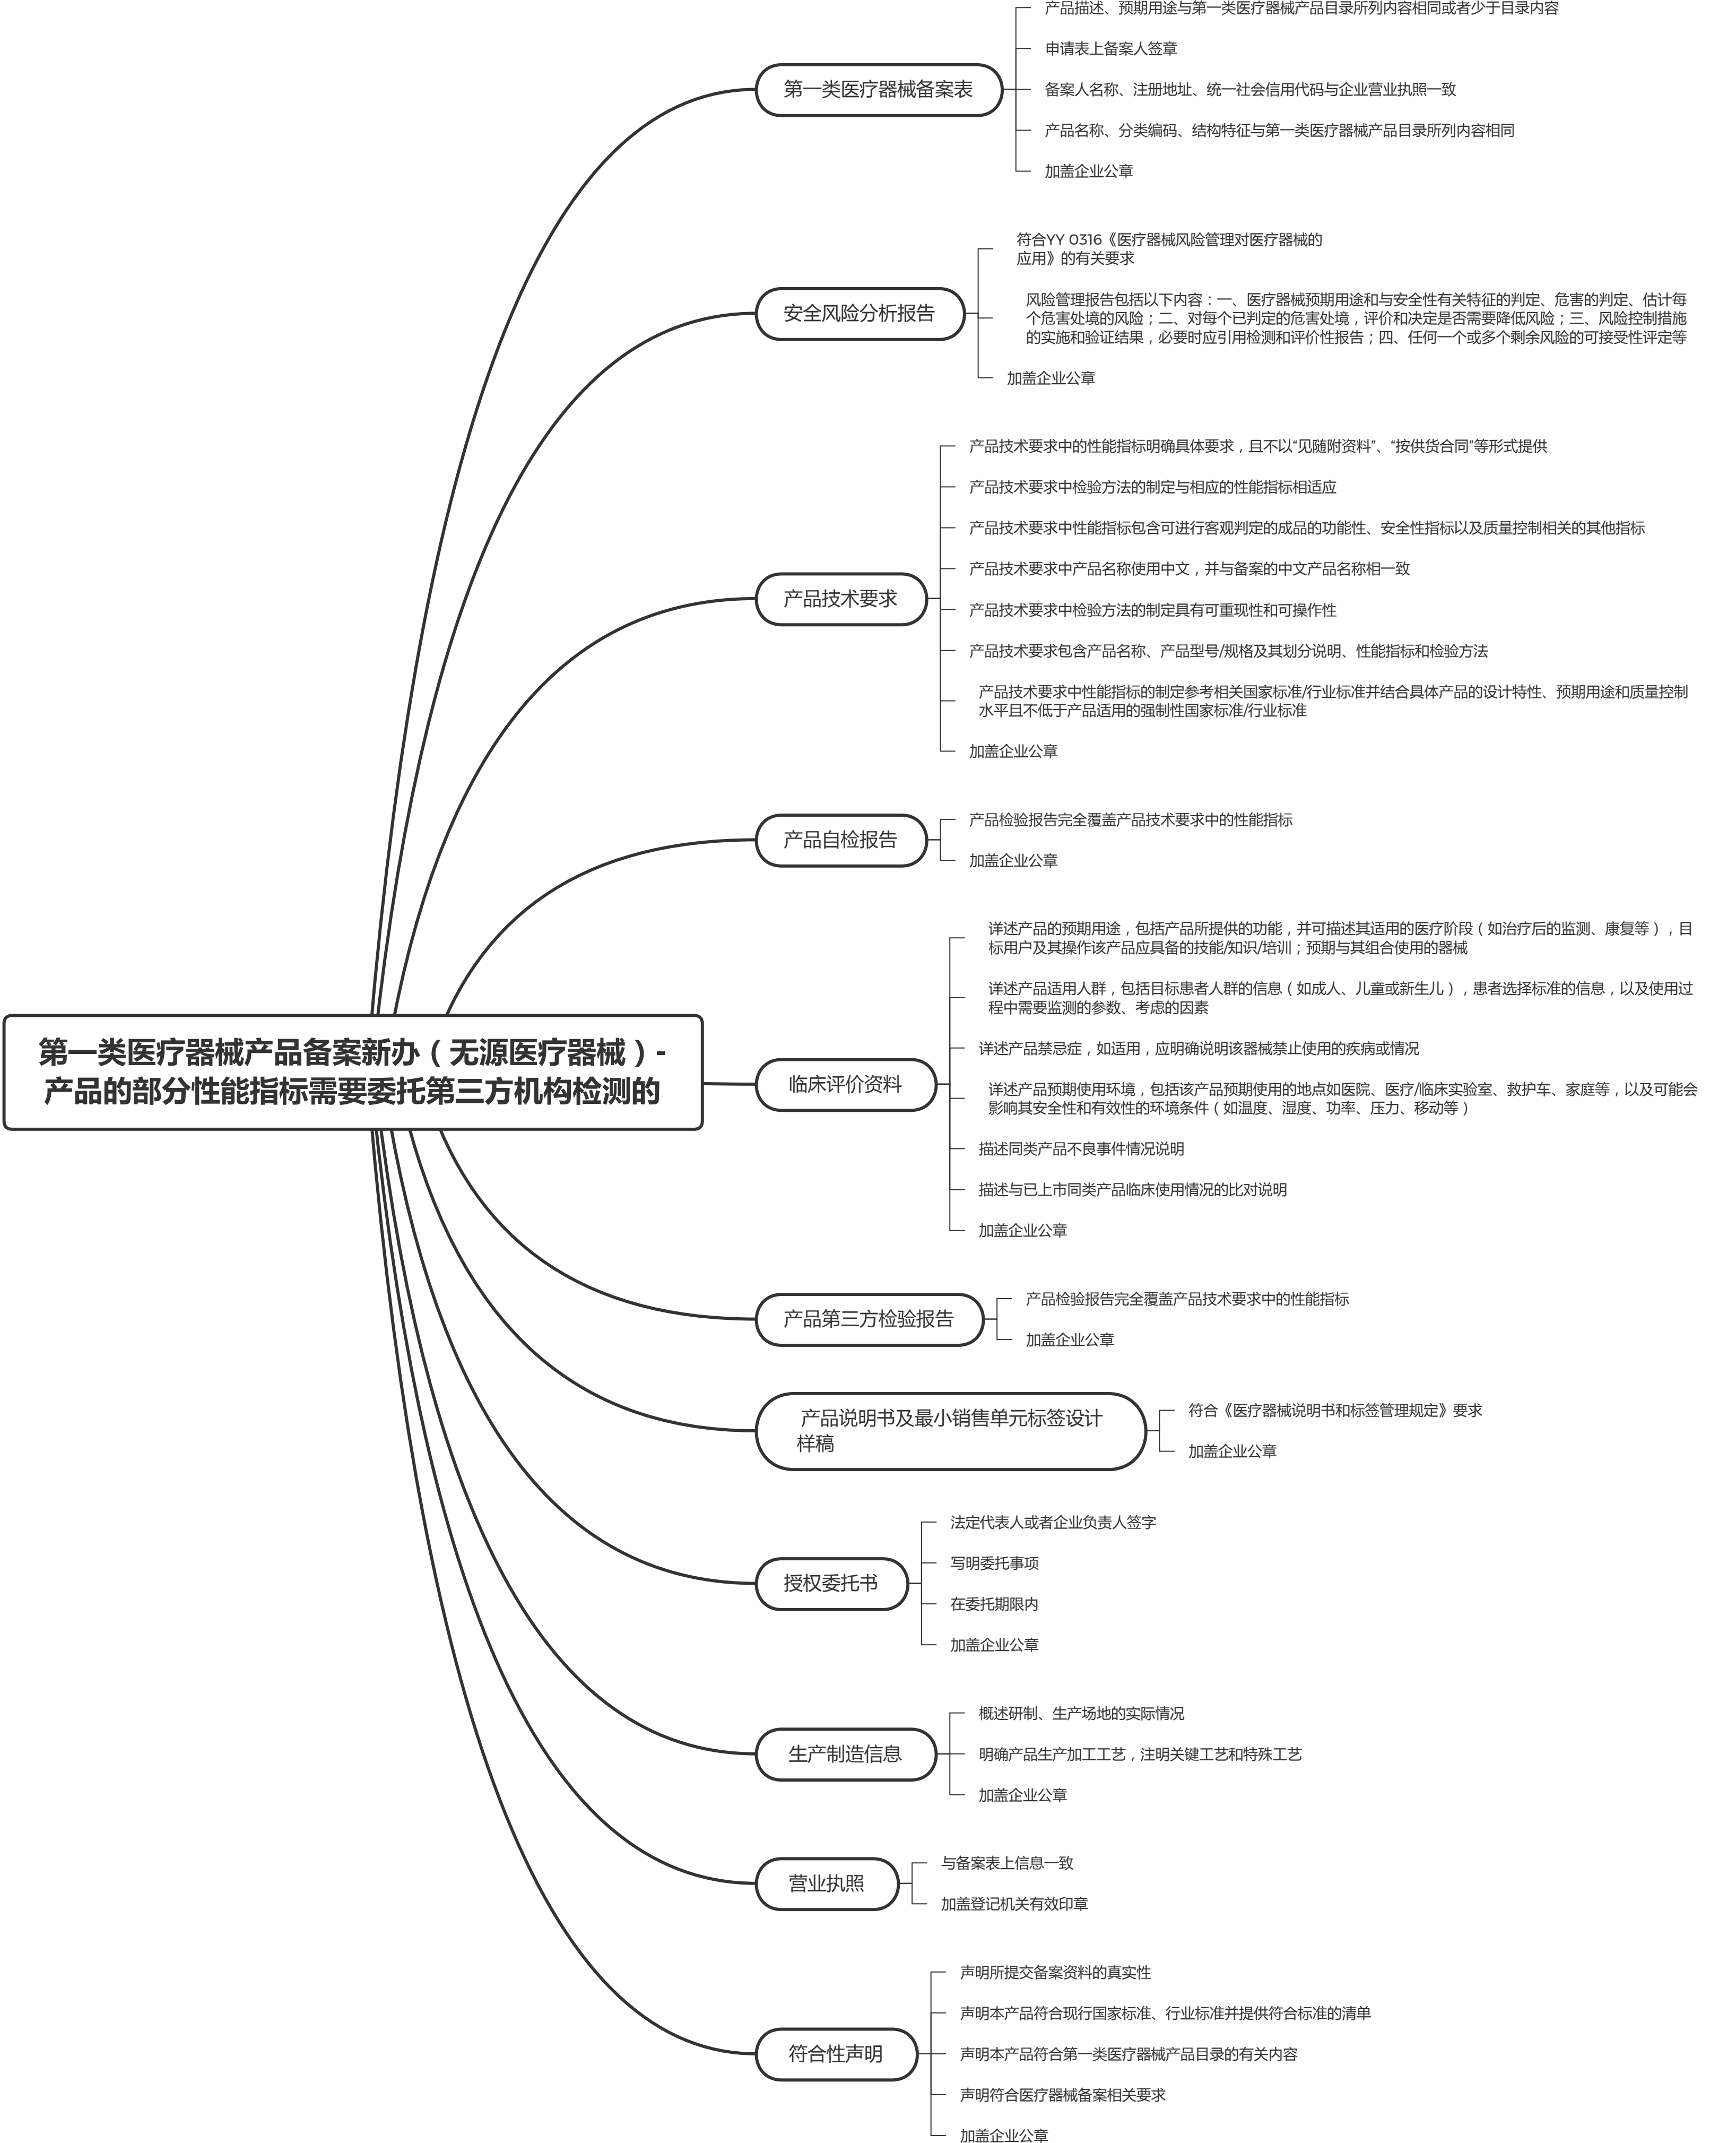 第一类医疗器械产品备案新办（无源医疗器械）-
产品的部分性能指标需要委托第三方机构检测的
第一类医疗器械备案表
产品描述、预期用途与第一类医疗器械产品目录所列内容相同或者少于目录内容
申请表上备案人签章
备案人名称、注册地址、统一社会信用代码与企业营业执照一致
产品名称、分类编码、结构特征与第一类医疗器械产品目录所列内容相同
加盖企业公章
安全风险分析报告
符合YY 0316《医疗器械风险管理对医疗器械的
应用》的有关要求
风险管理报告包括以下内容：一、医疗器械预期用途和与安全性有关特征的判定、危害的判定、估计每
个危害处境的风险；二、对每个已判定的危害处境，评价和决定是否需要降低风险；三、风险控制措施
的实施和验证结果，必要时应引用检测和评价性报告；四、任何一个或多个剩余风险的可接受性评定等
加盖企业公章
产品技术要求
产品技术要求中的性能指标明确具体要求，且不以“见随附资料”、“按供货合同”等形式提供
产品技术要求中检验方法的制定与相应的性能指标相适应
产品技术要求中性能指标包含可进行客观判定的成品的功能性、安全性指标以及质量控制相关的其他指标
产品技术要求中产品名称使用中文，并与备案的中文产品名称相一致
产品技术要求中检验方法的制定具有可重现性和可操作性
产品技术要求包含产品名称、产品型号/规格及其划分说明、性能指标和检验方法
产品技术要求中性能指标的制定参考相关国家标准/行业标准并结合具体产品的设计特性、预期用途和质量控制
水平且不低于产品适用的强制性国家标准/行业标准
加盖企业公章
产品自检报告
产品检验报告完全覆盖产品技术要求中的性能指标
加盖企业公章
临床评价资料
详述产品的预期用途，包括产品所提供的功能，并可描述其适用的医疗阶段（如治疗后的监测、康复等），目
标用户及其操作该产品应具备的技能/知识/培训；预期与其组合使用的器械
详述产品适用人群，包括目标患者人群的信息（如成人、儿童或新生儿），患者选择标准的信息，以及使用过
程中需要监测的参数、考虑的因素
详述产品禁忌症，如适用，应明确说明该器械禁止使用的疾病或情况
详述产品预期使用环境，包括该产品预期使用的地点如医院、医疗/临床实验室、救护车、家庭等，以及可能会
影响其安全性和有效性的环境条件（如温度、湿度、功率、压力、移动等）
描述同类产品不良事件情况说明
描述与已上市同类产品临床使用情况的比对说明
加盖企业公章
产品第三方检验报告
产品检验报告完全覆盖产品技术要求中的性能指标
加盖企业公章
产品说明书及最小销售单元标签设计
样稿
符合《医疗器械说明书和标签管理规定》要求
加盖企业公章
授权委托书
法定代表人或者企业负责人签字
写明委托事项
在委托期限内
加盖企业公章
生产制造信息
概述研制、生产场地的实际情况
明确产品生产加工工艺，注明关键工艺和特殊工艺
加盖企业公章
营业执照
与备案表上信息一致
加盖登记机关有效印章
符合性声明
声明所提交备案资料的真实性
声明本产品符合现行国家标准、行业标准并提供符合标准的清单
声明本产品符合第一类医疗器械产品目录的有关内容
声明符合医疗器械备案相关要求
加盖企业公章